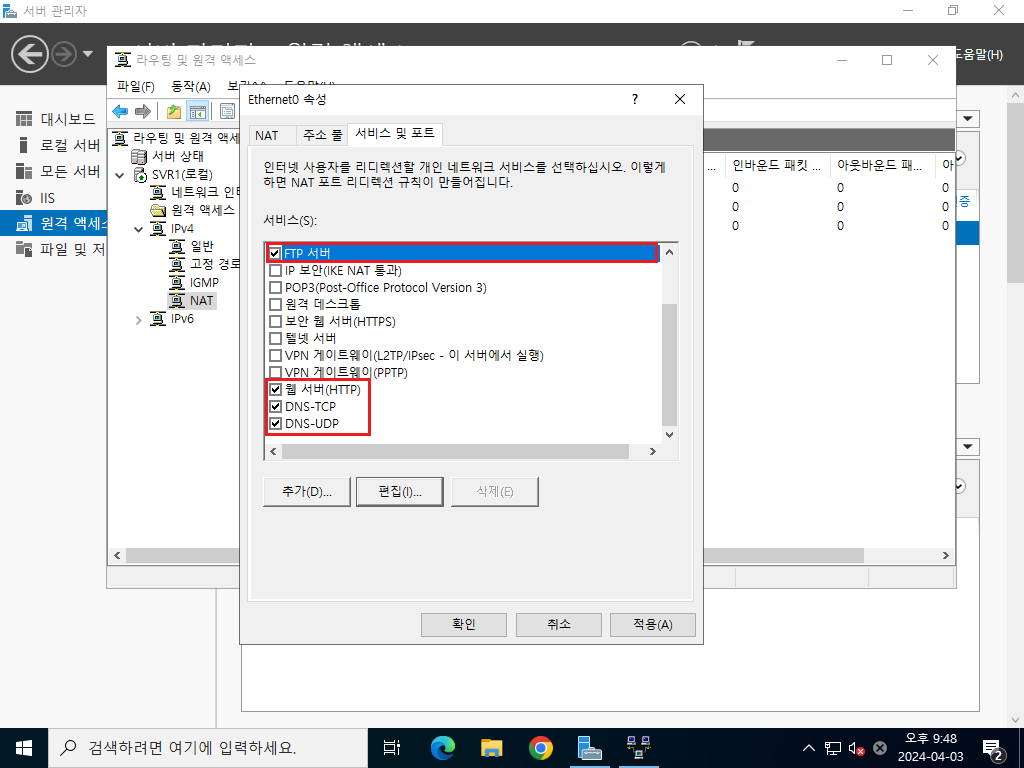 서버 관리자
도움말(H)
라우팅 및 원격 액세스
파일(F) 동작(A)
대시보드
로컬 서버
모든 서버
IIS
원격 액세스
파일 및 저
라우팅 및 원격 액세
서버 상태
SVR1(로컬)
네트워크 인터
원격 액세스
IPv4
일반
고정 경로
IGMP
NAT
IPv6
... 인바운드 패킷 ... 아웃바운드 패... 아
0 0 0
0 0 0
0 0 0
증
Ethernet0 속성
? 
NAT 주소 풀 서비스 및 포트
인터넷 사용자를 리디렉션할 개인 네트워크 서비스를 선택하십시오. 이렇게
하면 NAT 포트 리디렉션 규칙이 만들어집니다.
서비스(S):
FTP 서버
IP 보안(IKE NAT 통과)
POP3(Post-Office Protocol Version 3)
원격 데스크톱
보안 웹 서버(HTTPS)
텔넷 서버
VPN 게이트웨이(L2TP/IPsec - 이 서버에서 실행)
VPN 게이트웨이(PPTP)
웹 서버(HTTP)
DNS-TCP
DNS-UDP
추가(D)... 편집(I)... 삭제(E)
확인 취소 적용(A)
검색하려면 여기에 입력하세요.
오후 9:48
2024-04-03
2